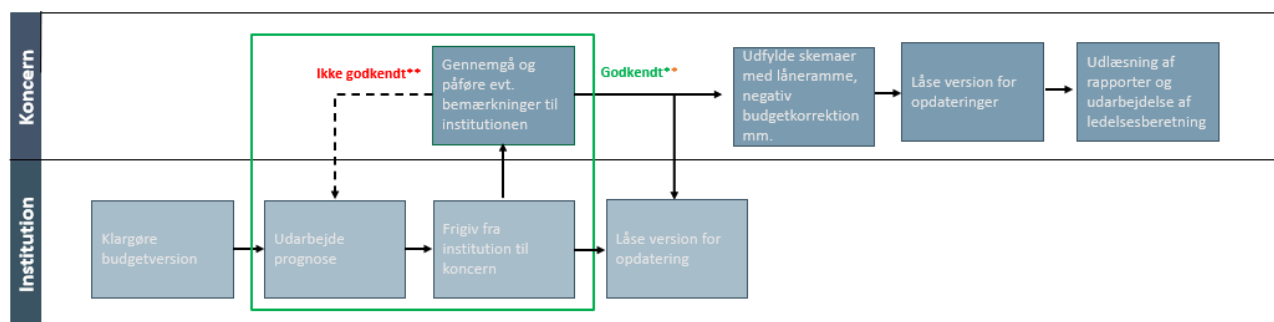 Koncern
Ikke godkendt**
Gennemgå og
påføre evt.
bemærkninger til
institutionen
Godkendt**
Udfylde skemaer
med låneramme,
negativ
budgetkorrektion
mm.
Låse version for
opdateringer
Udlæsning af
rapporter og
udarbejdelse af
ledelsesberetning
Institution
Klargøre
budgetversion
Udarbejde
prognose
Frigiv fra
institution til
koncern
Låse version for
opdatering